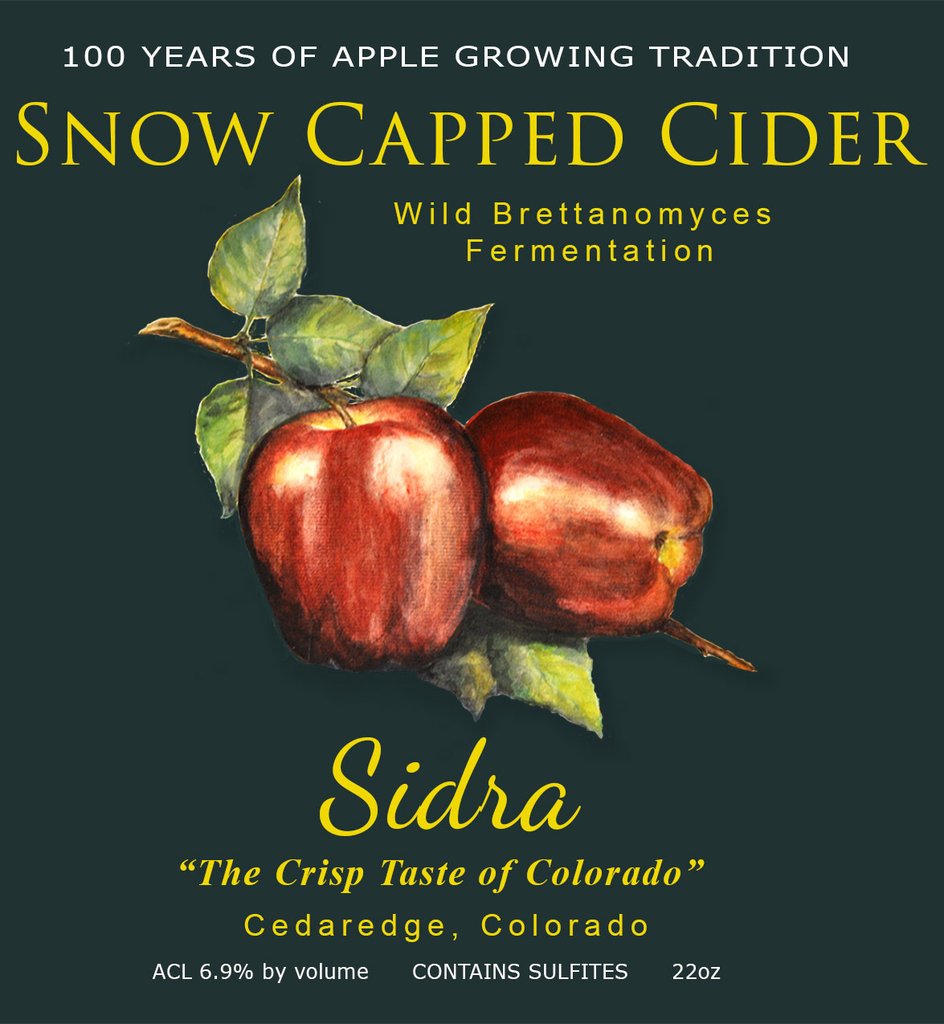 100 YEARS OF APPLE GROWING TRADITION
SNOW CAPPED CIDER
Wild Brettanomyces
Fermentation
Sidra
“The Crisp Taste of Colorado”
Cedaredge, Colorado
ACL 6.9% by volume CONTAINS SULFITES 22oz